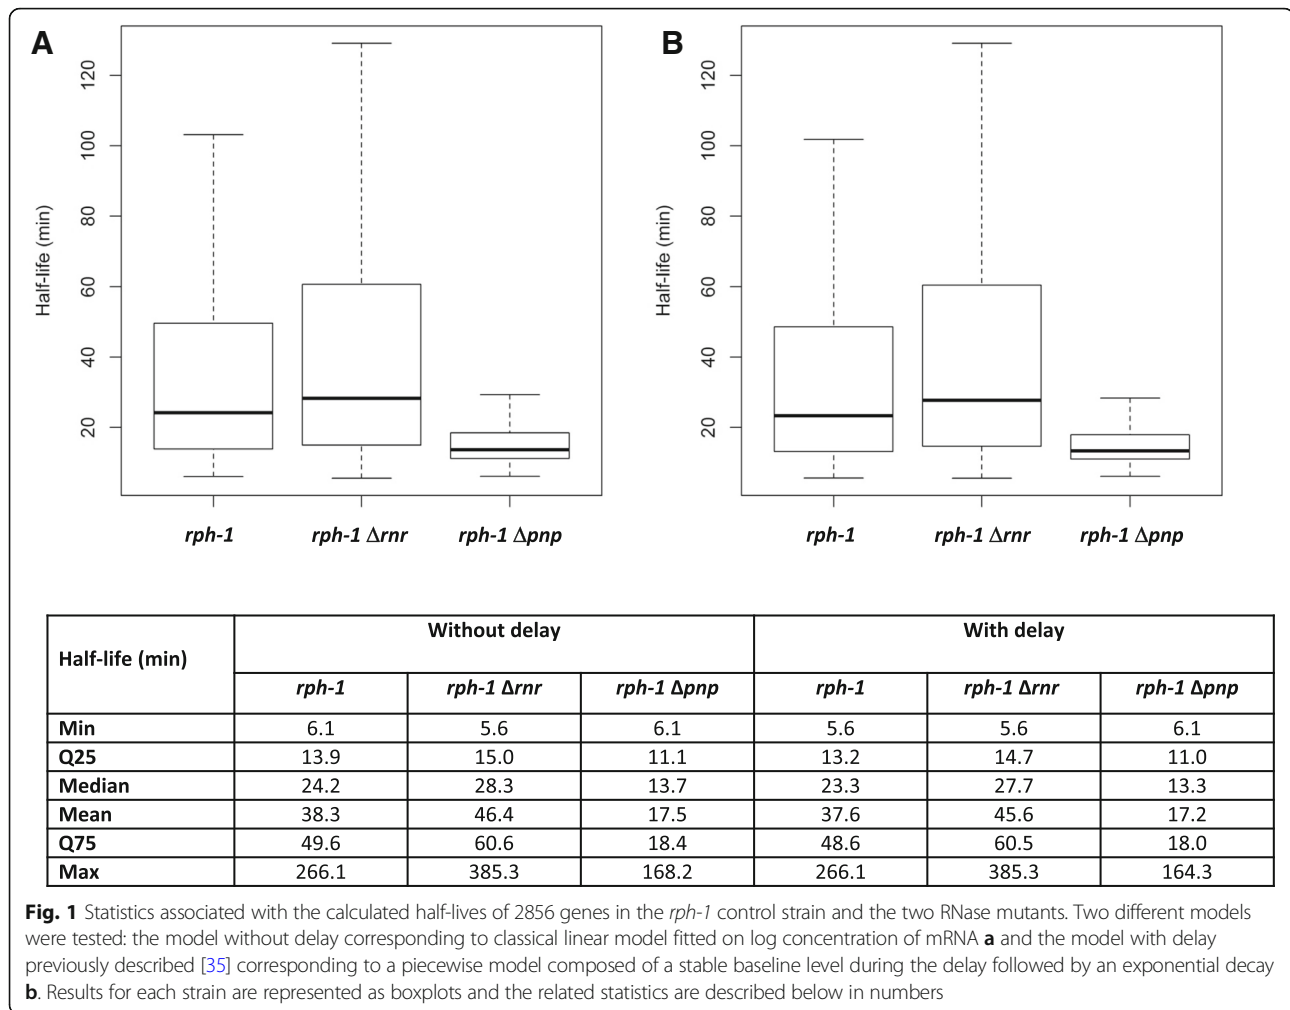 A
Half-life (min)
120
100
80
60
40
20
rph-1
rph-1 Δrnr
rph-1 Δpnp
B
Half-life (min)
120
100
80
60
40
20
rph-1
rph-1 Δrnr
rph-1 Δpnp
Half-life (min) Without delay With delay
rph-1 rph-1 Δrnr rph-1 Δpnp rph-1 rph-1 Δrnr rph-1 Δpnp
Min 6.1 5.6 6.1 5.6 5.6 6.1
Q25 13.9 15.0 11.1 13.2 14.7 11.0
Median 24.2 28.3 13.7 23.3 27.7 13.3
Mean 38.3 46.4 17.5 37.6 45.6 17.2
Q75 49.6 60.6 18.4 48.6 60.5 18.0
Max 266.1 385.3 168.2 266.1 385.3 164.3
Fig. 1 Statistics associated with the calculated half-lives of 2856 genes in the rph-1 control strain and the two RNase mutants. Two different models
were tested: the model without delay corresponding to classical linear model fitted on log concentration of mRNA a and the model with delay
previously described [35] corresponding to a piecewise model composed of a stable baseline level during the delay followed by an exponential decay
b. Results for each strain are represented as boxplots and the related statistics are described below in numbers